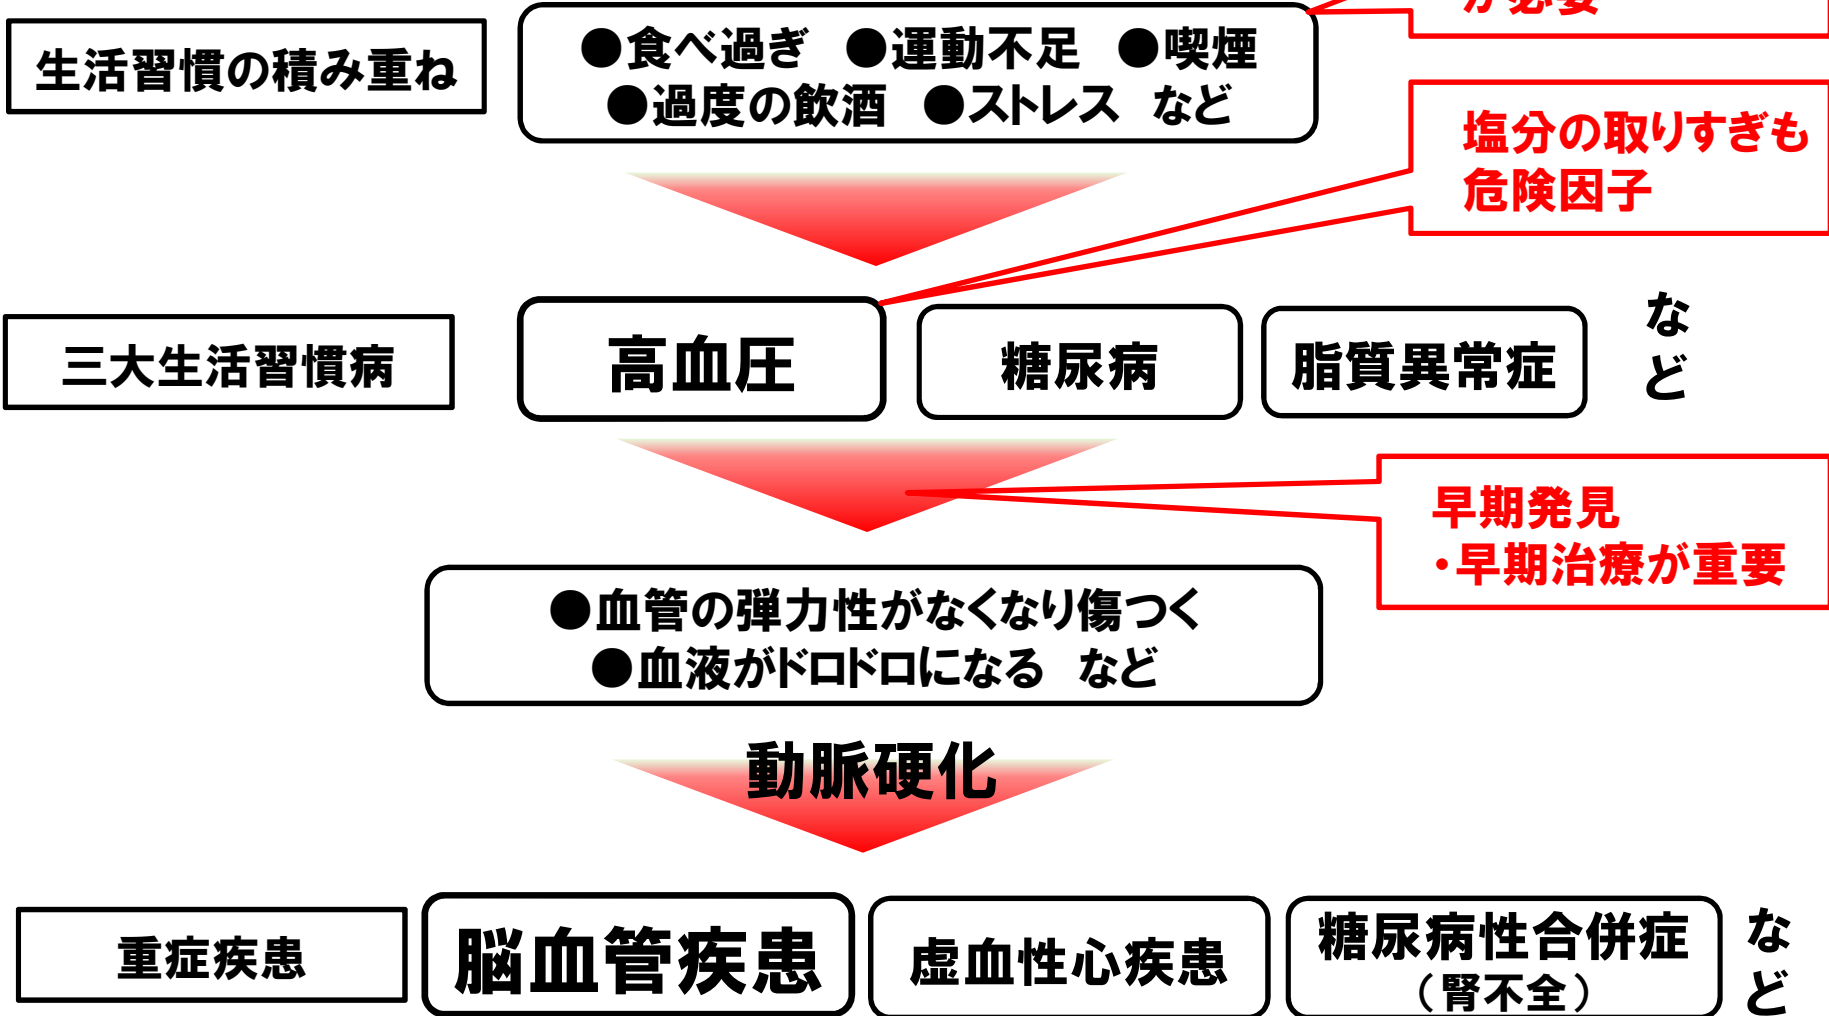 が必要
生活習慣の積み重ね
●食べ過ぎ ●運動不足 ●喫煙
●過度の飲酒 ●ストレス など
塩分の取りすぎも
危険因子
三大生活習慣病
高血圧
糖尿病
脂質異常症
など
早期発見
・早期治療が重要
●血管の弾力性がなくなり傷つく
●血液がドロドロになる など
動脈硬化
重症疾患
脳血管疾患
虚血性心疾患
糖尿病性合併症
（腎不全）
など